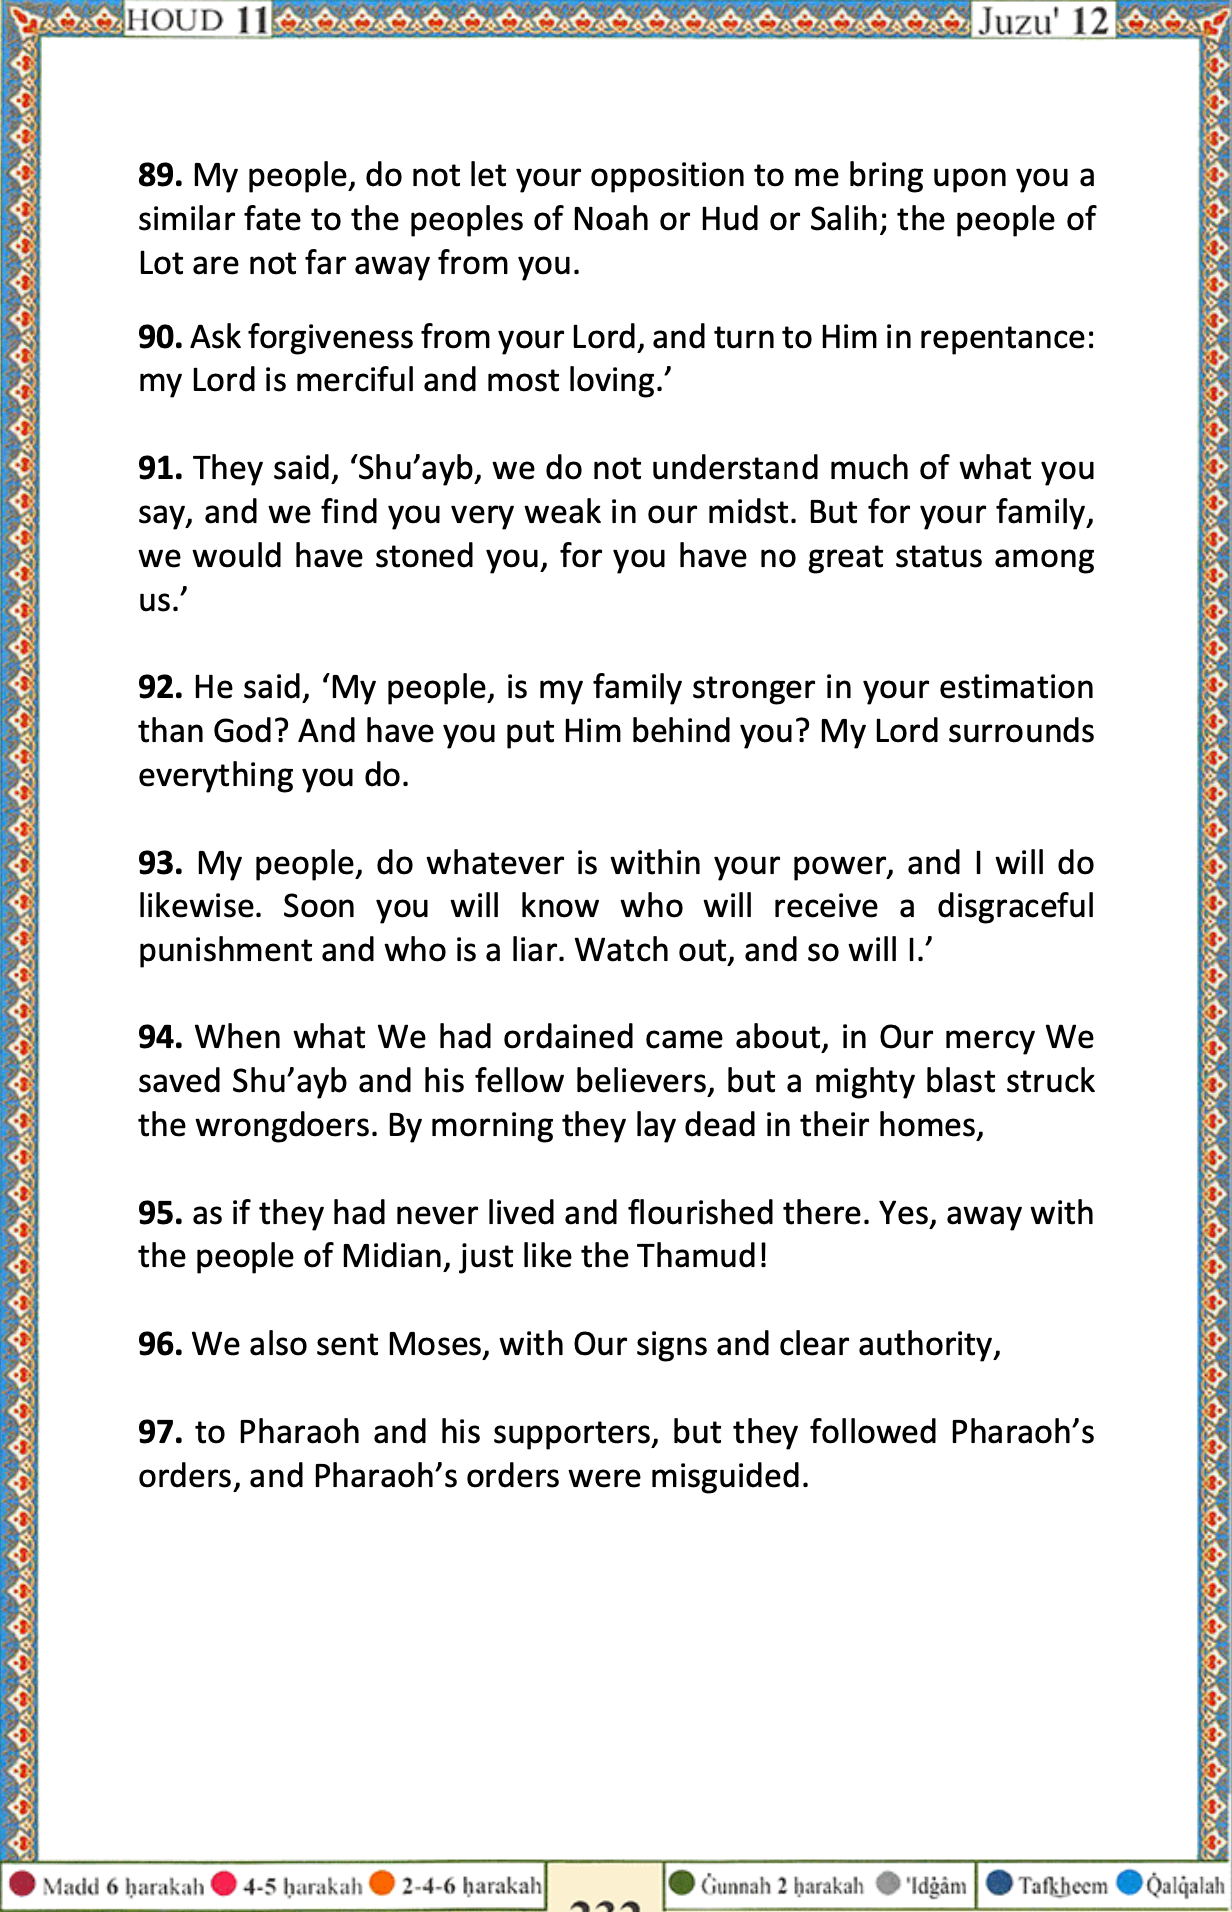 HOUD 11
Juzu' 12
89. My people, do not let your opposition to me bring upon you a
similar fate to the peoples of Noah or Hud or Salih; the people of
Lot are not far away from you.
90. Ask forgiveness from your Lord, and turn to Him in repentance:
my Lord is merciful and most loving.’
91. They said, ‘Shu’ayb, we do not understand much of what you
say, and we find you very weak in our midst. But for your family,
we would have stoned you, for you have no great status among
us.’
92. He said, ‘My people, is my family stronger in your estimation
than God? And have you put Him behind you? My Lord surrounds
everything you do.
93. My people, do whatever is within your power, and I will do
likewise. Soon you will know who will receive a disgraceful
punishment and who is a liar. Watch out, and so will I.’
94. When what We had ordained came about, in Our mercy We
saved Shu’ayb and his fellow believers, but a mighty blast struck
the wrongdoers. By morning they lay dead in their homes,
95. as if they had never lived and flourished there. Yes, away with
the people of Midian, just like the Thamud!
96. We also sent Moses, with Our signs and clear authority,
97. to Pharaoh and his supporters, but they followed Pharaoh’s
orders, and Pharaoh’s orders were misguided.
Madd 6 ḥarakah 4-5 ḥarakah 2-4-6 ḥarakah
Ġunnah 2 ḥarakah 'Idġâm Tafkheem Q̇alq̇alah